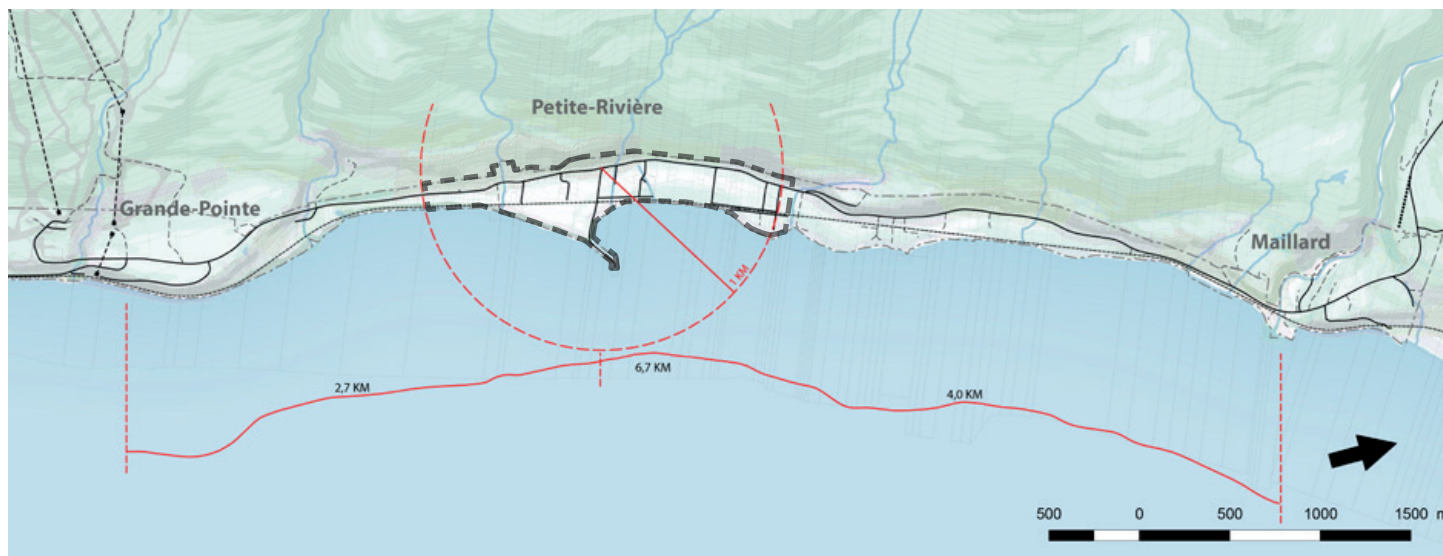 Petite-Rivière
Grande-Pointe
Maillard
1 KM
2,7 KM
6,7 KM
4,0 KM
500 0 500 1000 1500 m